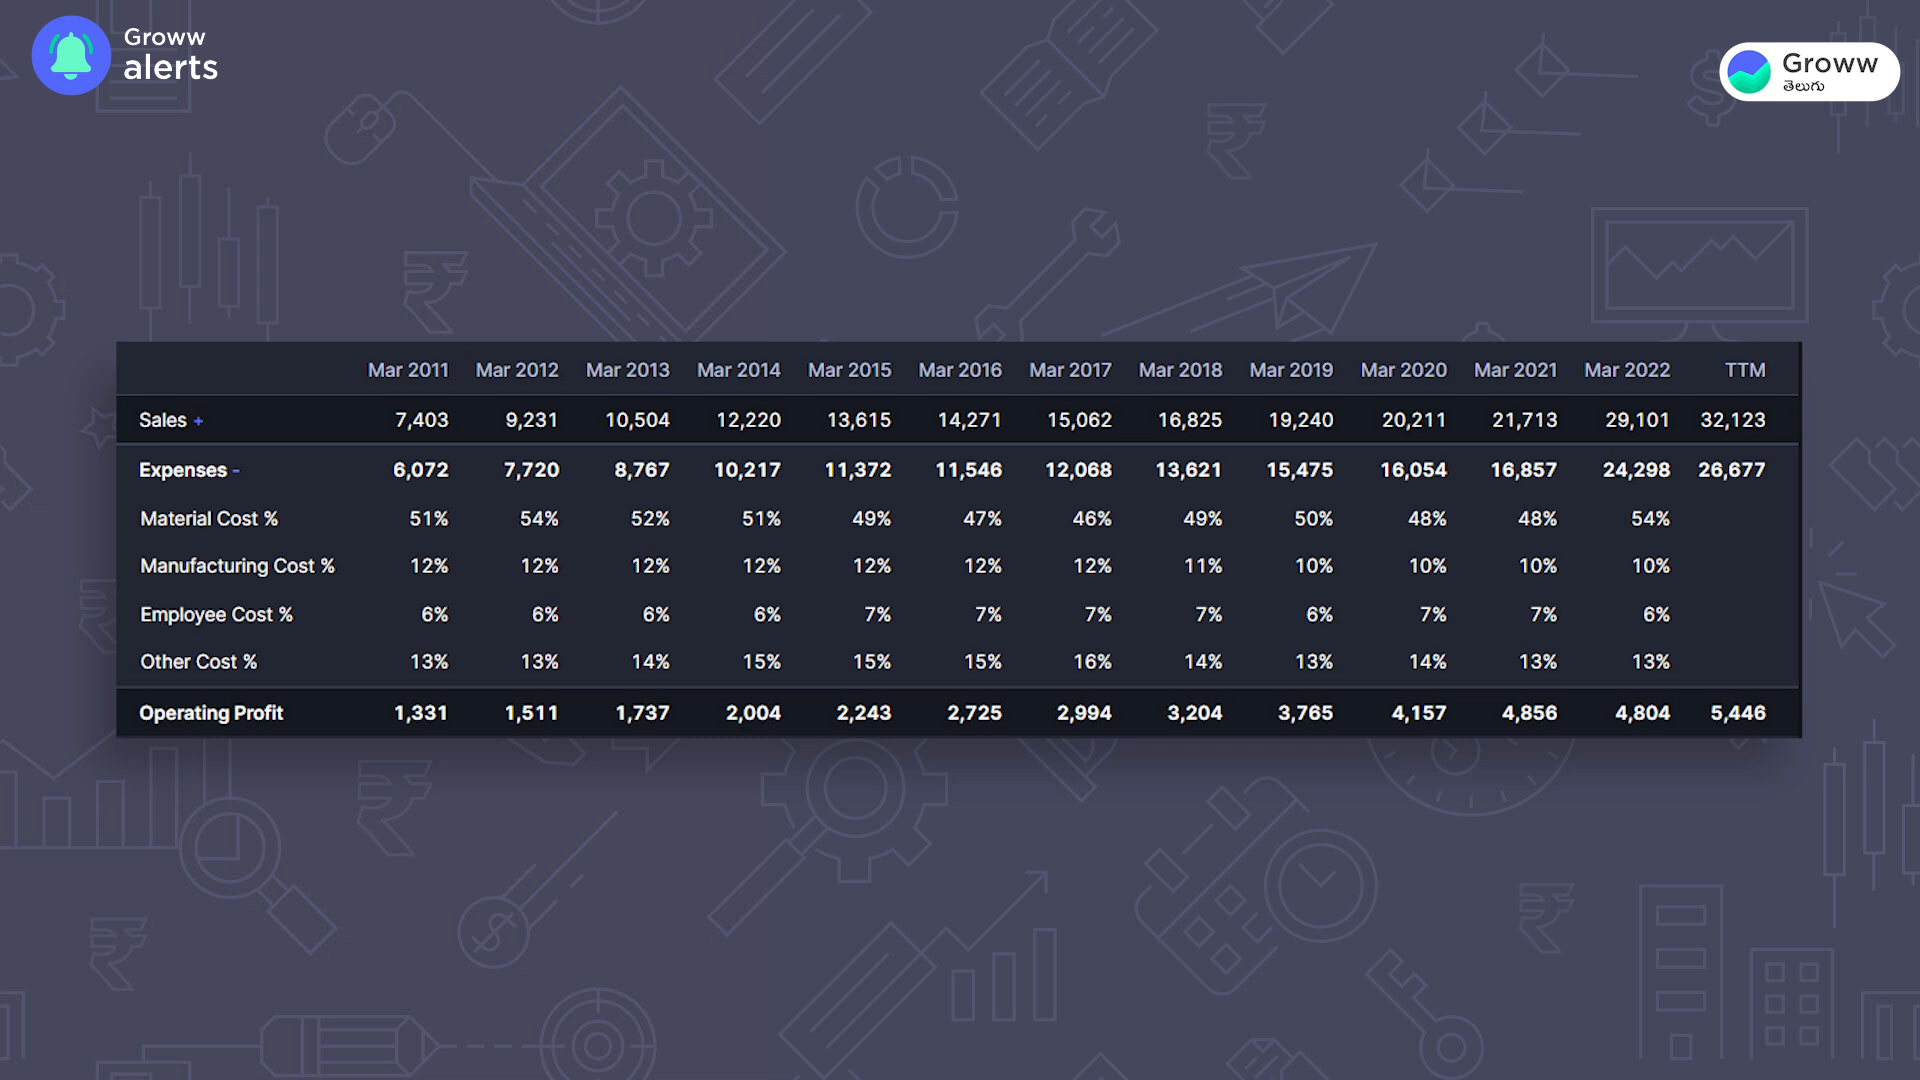 Groww
alerts
Groww
తెలుగు
Mar 2011 Mar 2012 Mar 2013 Mar 2014 Mar 2015 Mar 2016 Mar 2017 Mar 2018 Mar 2019 Mar 2020 Mar 2021 Mar 2022 TTM
Sales + 7,403 9,231 10,504 12,220 13,615 14,271 15,062 16,825 19,240 20,211 21,713 29,101 32,123
Expenses - 6,072 7,720 8,767 10,217 11,372 11,546 12,068 13,621 15,475 16,054 16,857 24,298 26,677
Material Cost % 51% 54% 52% 51% 49% 47% 46% 49% 50% 48% 48% 54%
Manufacturing Cost % 12% 12% 12% 12% 12% 12% 12% 11% 10% 10% 10% 10%
Employee Cost % 6% 6% 6% 6% 7% 7% 7% 7% 6% 7% 7% 6%
Other Cost % 13% 13% 14% 15% 15% 15% 16% 14% 13% 14% 13% 13%
Operating Profit 1,331 1,511 1,737 2,004 2,243 2,725 2,994 3,204 3,765 4,157 4,856 4,804 5,446